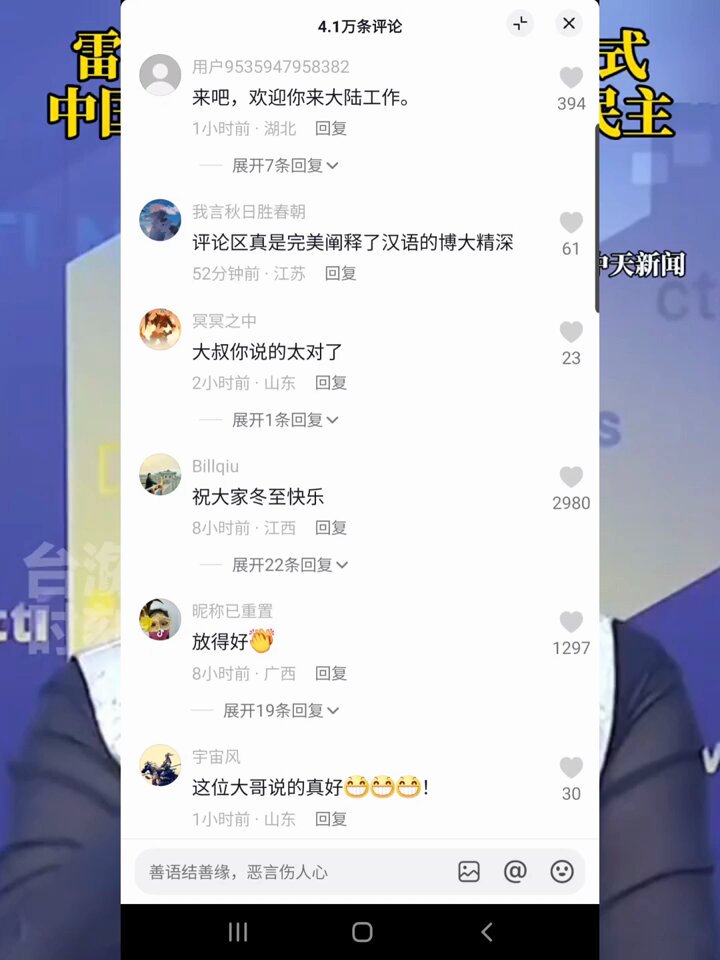 4.1万条评论
雷
式
中国
民主
用户9535947958382
来吧，欢迎你来大陆工作。
394
1小时前·湖北 回复
展开7条回复
我言秋日胜春朝
评论区真是完美阐释了汉语的博大精深
61
52分钟前·江苏 回复
中天新闻
冥冥之中
大叔你说的太对了
23
2小时前·山东 回复
展开1条回复
Billqiu
祝大家冬至快乐
2980
8小时前·江西 回复
展开22条回复
昵称已重置
放得好👏
1297
8小时前·广西 回复
展开19条回复
宇宙风
这位大哥说的真好😁😁😁！
30
1小时前·山东 回复
善语结善缘，恶言伤人心